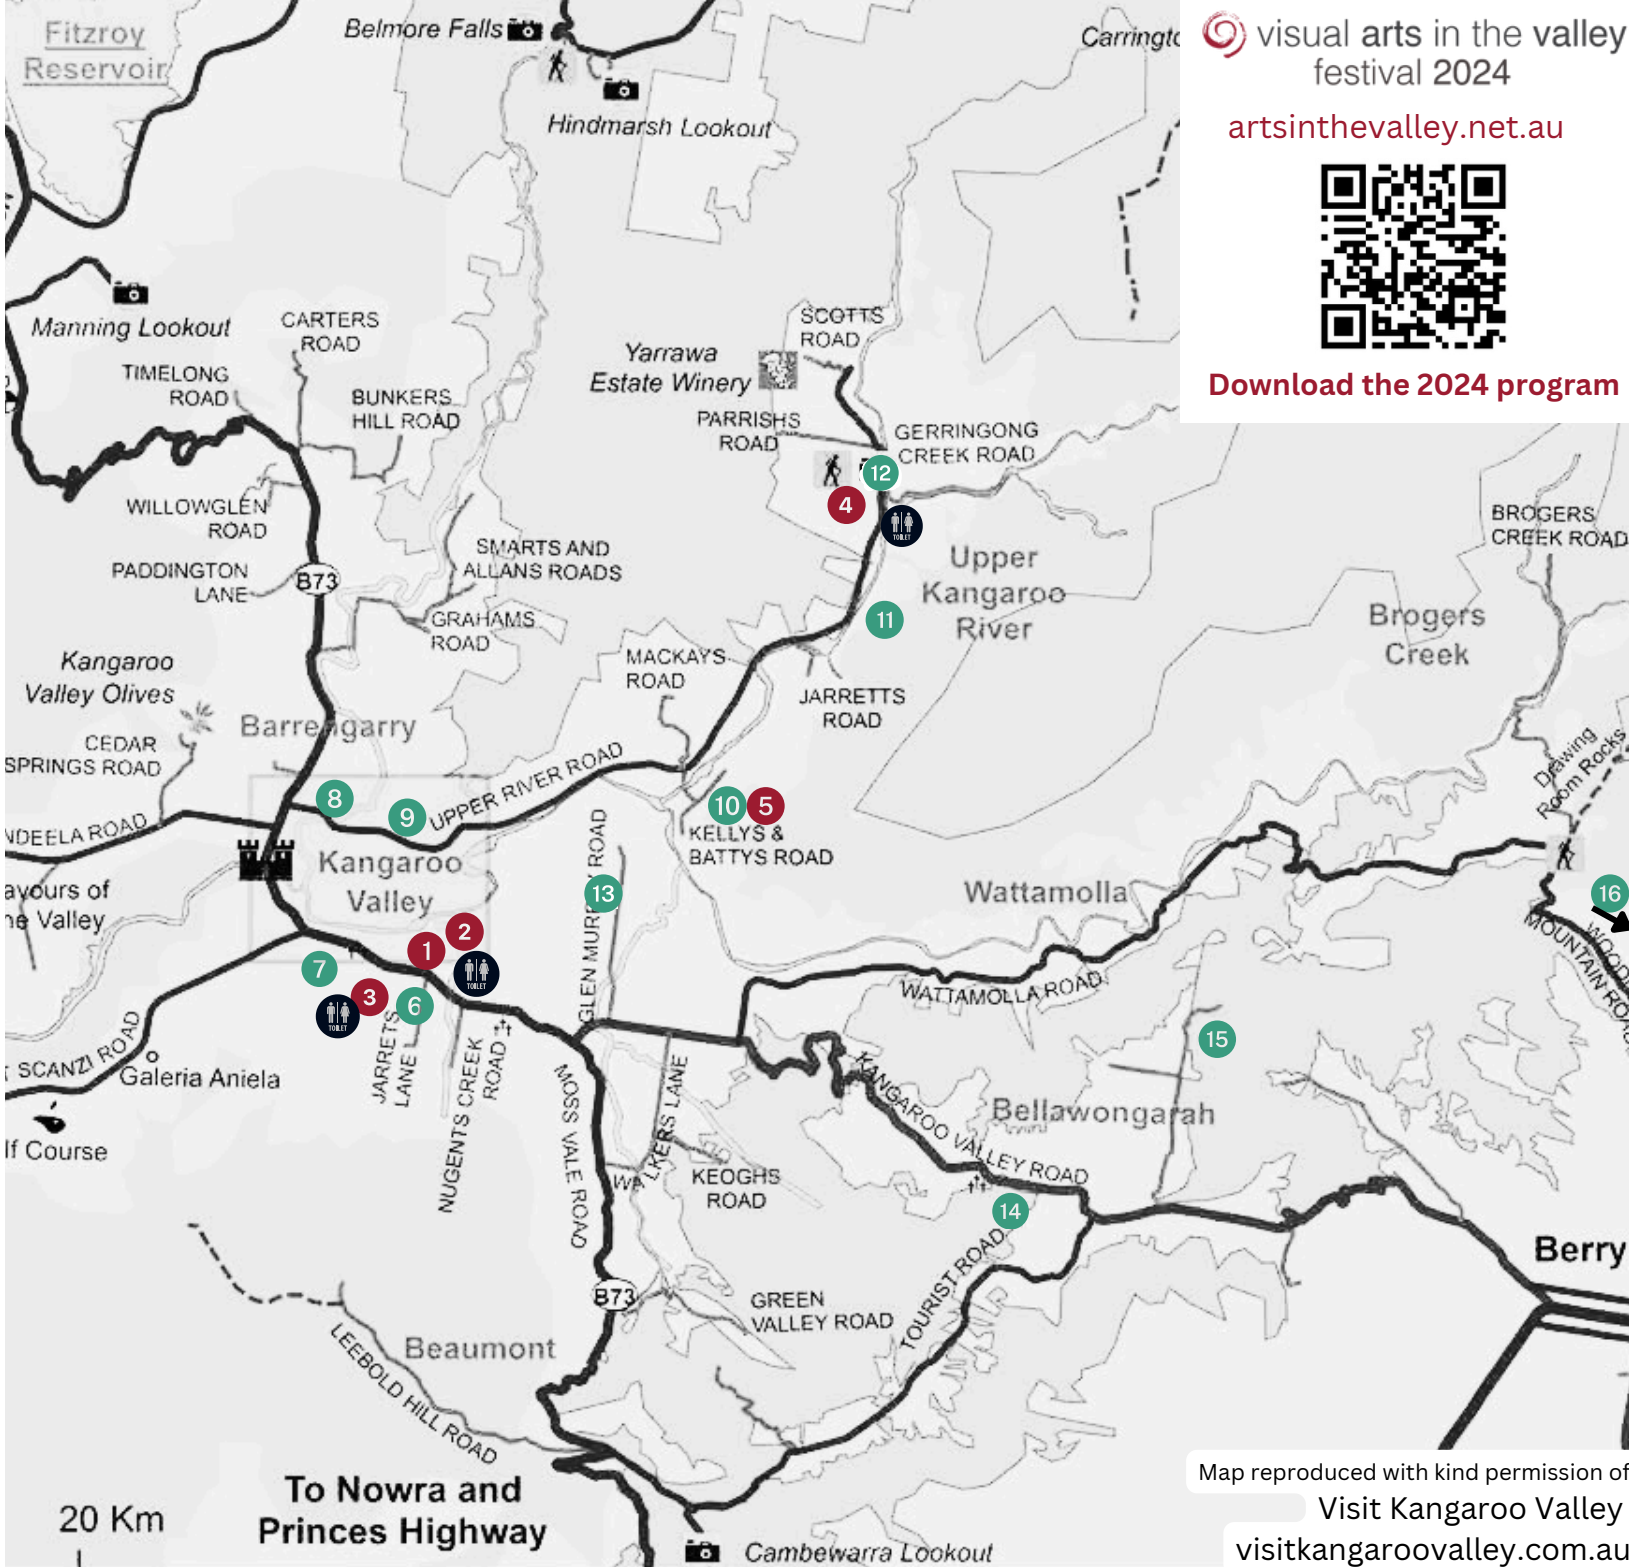 Fitzroy
Reservoir
Belmore Falls
Hindmarsh Lookout
visual arts in the valley
festival 2024
artsinthevalley.net.au
Download the 2024 program
Manning Lookout
CARTERS
ROAD
TIMELONG
ROAD
BUNKERS
HILL ROAD
SCOTTS
ROAD
Yarrawa
Estate Winery
PARRISHS
ROAD
GERRINGONG
CREEK ROAD
12
4
TOILET
WILLOWGLEN
ROAD
SMARTS AND
ALLANS ROADS
PADDINGTON
LANE
B73
GRAHAMS
ROAD
Upper
Kangaroo
River
11
BROGERS
CREEK ROAD
Brogers
Creek
Kangaroo
Valley Olives
MACKAYS
ROAD
JARRETTS
ROAD
Barrengarry
CEDAR
SPRINGS ROAD
Drawing
Room Rocks
UPPER RIVER ROAD
8
9
10
5
KELLYS &
BATTYS ROAD
NDEELA ROAD
Kangaroo
Valley
avours of
he Valley
13
Wattamolla
16
MOUNTAIN ROAD
1
2
TOILET
7
3
6
TOILET
WATTAMOLLA ROAD
15
SCANZI ROAD
Galeria Aniela
JARRETS
LANE
NUGENTS CREEK
ROAD
MOSS VALE ROAD
KANGAROO VALLEY ROAD
Bellawongarah
lf Course
WALKERS LANE
KEOGHS
ROAD
14
TOURIST ROAD
Berry
B73
GREEN
VALLEY ROAD
Beaumont
LEEBOLD HILL ROAD
To Nowra and
Princes Highway
20 Km
Cambewarra Lookout
Map reproduced with kind permission of
Visit Kangaroo Valley
visitkangaroovalley.com.au